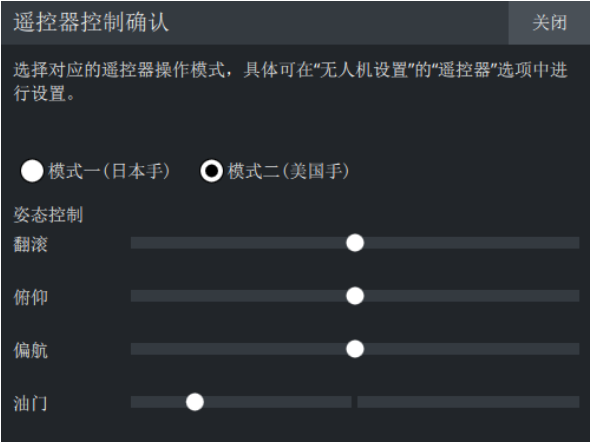 遥控器控制确认 关闭
选择对应的遥控器操作模式，具体可在“无人机设置”的“遥控器”选项中进
行设置。
模式一(日本手) 模式二(美国手)
姿态控制
翻滚
俯仰
偏航
油门